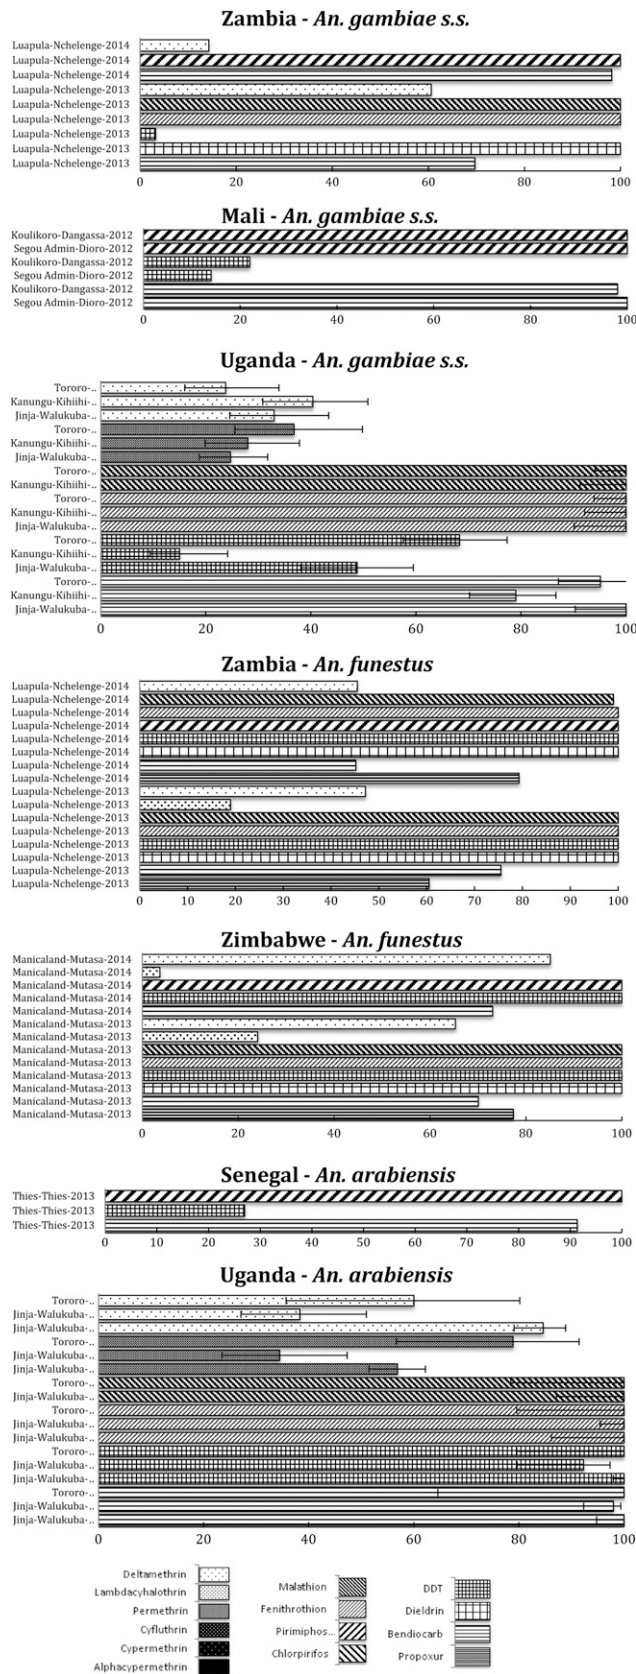 Zambia - An. gambiae s.s.
Luapula-Nchelenge-2014
Luapula-Nchelenge-2014
Luapula-Nchelenge-2014
Luapula-Nchelenge-2013
Luapula-Nchelenge-2013
Luapula-Nchelenge-2013
Luapula-Nchelenge-2013
Luapula-Nchelenge-2013
Luapula-Nchelenge-2013
0 20 40 60 80 100
Mali - An. gambiae s.s.
Koulikoro-Dangassa-2012
Segou Admin-Dioro-2012
Koulikoro-Dangassa-2012
Segou Admin-Dioro-2012
Koulikoro-Dangassa-2012
Segou Admin-Dioro-2012
0 20 40 60 80 100
Uganda - An. gambiae s.s.
Tororo-..
Kanungu-Kihiihi-..
Jinja-Walukuba-..
Tororo-..
Kanungu-Kihiihi-..
Jinja-Walukuba-..
Tororo-..
Kanungu-Kihiihi-..
Tororo-..
Kanungu-Kihiihi-..
Jinja-Walukuba-..
Tororo-..
Kanungu-Kihiihi-..
Jinja-Walukuba-..
Tororo-..
Kanungu-Kihiihi-..
Jinja-Walukuba-..
0 20 40 60 80 100
Zambia - An. funestus
Luapula-Nchelenge-2014
Luapula-Nchelenge-2014
Luapula-Nchelenge-2014
Luapula-Nchelenge-2014
Luapula-Nchelenge-2014
Luapula-Nchelenge-2014
Luapula-Nchelenge-2014
Luapula-Nchelenge-2014
Luapula-Nchelenge-2013
Luapula-Nchelenge-2013
Luapula-Nchelenge-2013
Luapula-Nchelenge-2013
Luapula-Nchelenge-2013
Luapula-Nchelenge-2013
Luapula-Nchelenge-2013
Luapula-Nchelenge-2013
0 10 20 30 40 50 60 70 80 90 100
Zimbabwe - An. funestus
Manicaland-Mutasa-2014
Manicaland-Mutasa-2014
Manicaland-Mutasa-2014
Manicaland-Mutasa-2014
Manicaland-Mutasa-2014
Manicaland-Mutasa-2013
Manicaland-Mutasa-2013
Manicaland-Mutasa-2013
Manicaland-Mutasa-2013
Manicaland-Mutasa-2013
Manicaland-Mutasa-2013
Manicaland-Mutasa-2013
Manicaland-Mutasa-2013
0 20 40 60 80 100
Senegal - An. arabiensis
Thies-Thies-2013
Thies-Thies-2013
Thies-Thies-2013
0 10 20 30 40 50 60 70 80 90 100
Uganda - An. arabiensis
Tororo-..
Jinja-Walukuba-..
Jinja-Walukuba-..
Tororo-..
Jinja-Walukuba-..
Jinja-Walukuba-..
Tororo-..
Jinja-Walukuba-..
Tororo-..
Jinja-Walukuba-..
Jinja-Walukuba-..
Tororo-..
Jinja-Walukuba-..
Jinja-Walukuba-..
Tororo-..
Jinja-Walukuba-..
Jinja-Walukuba-..
0 20 40 60 80 100
Deltamethrin
Lambdacyhalothrin
Permethrin
Cyfluthrin
Cypermethrin
Alphacypermethrin
Malathion
Fenithrothion
Pirimiphos...
Chlorpirifos
DDT
Dieldrin
Bendiocarb
Propoxur